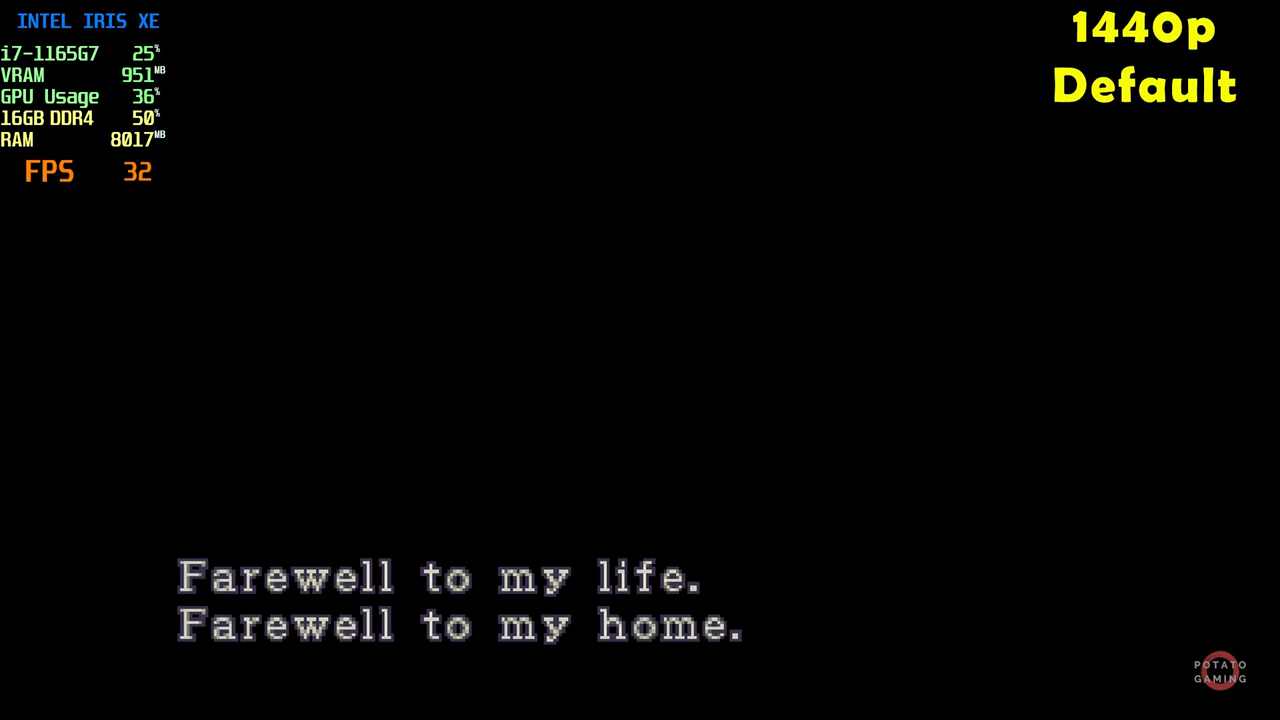 INTEL IRIS XE
i7-1165G7 25%
VRAM 951MB
GPU Usage 36%
16GB DDR4 50%
RAM 8017MB
FPS 32
1440p
Default
Farewell to my life.
Farewell to my home.
POTATO
GAMING